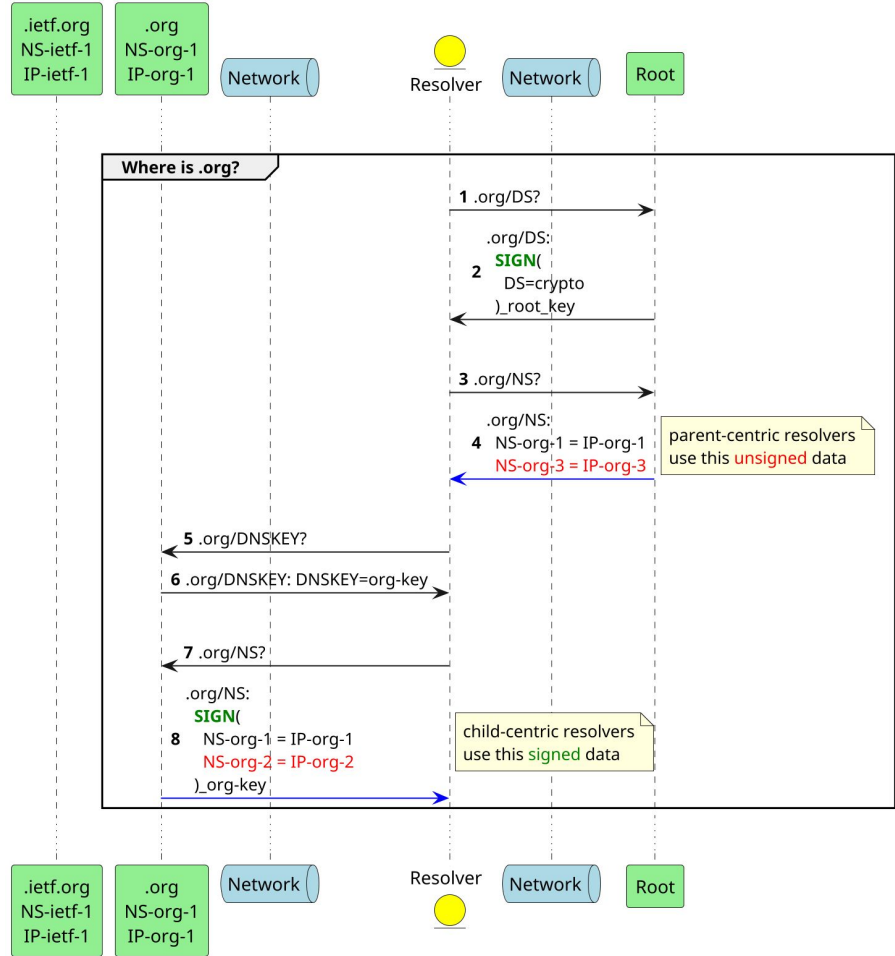 .ietf.org
NS-ietf-1
IP-ietf-1
.org
NS-org-1
IP-org-1
Network
Resolver
Network
Root
Where is .org?
1 .org/DS?
.org/DS:
SIGN(
2
DS=crypto
)_root_key
3 .org/NS?
.org/NS:
4 NS-org-1 = IP-org-1
NS-org-3 = IP-org-3
parent-centric resolvers
use this unsigned data
5 .org/DNSKEY?
6 .org/DNSKEY: DNSKEY=org-key
7 .org/NS?
.org/NS:
SIGN(
8 NS-org-1 = IP-org-1
NS-org-2 = IP-org-2
)_org-key
child-centric resolvers
use this signed data
.ietf.org
NS-ietf-1
IP-ietf-1
.org
NS-org-1
IP-org-1
Network
Resolver
Network
Root